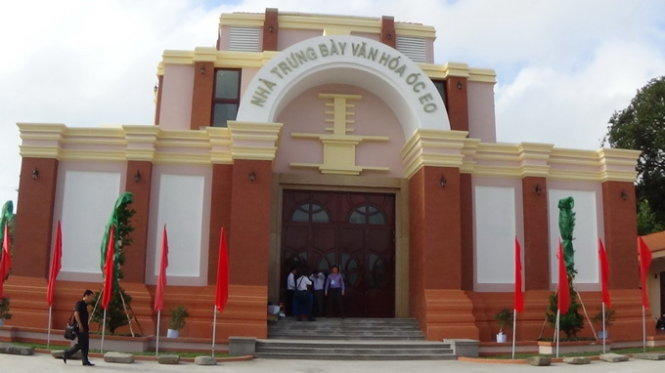 NHÀ TRƯNG BÀY VĂN HÓA ÓC EO